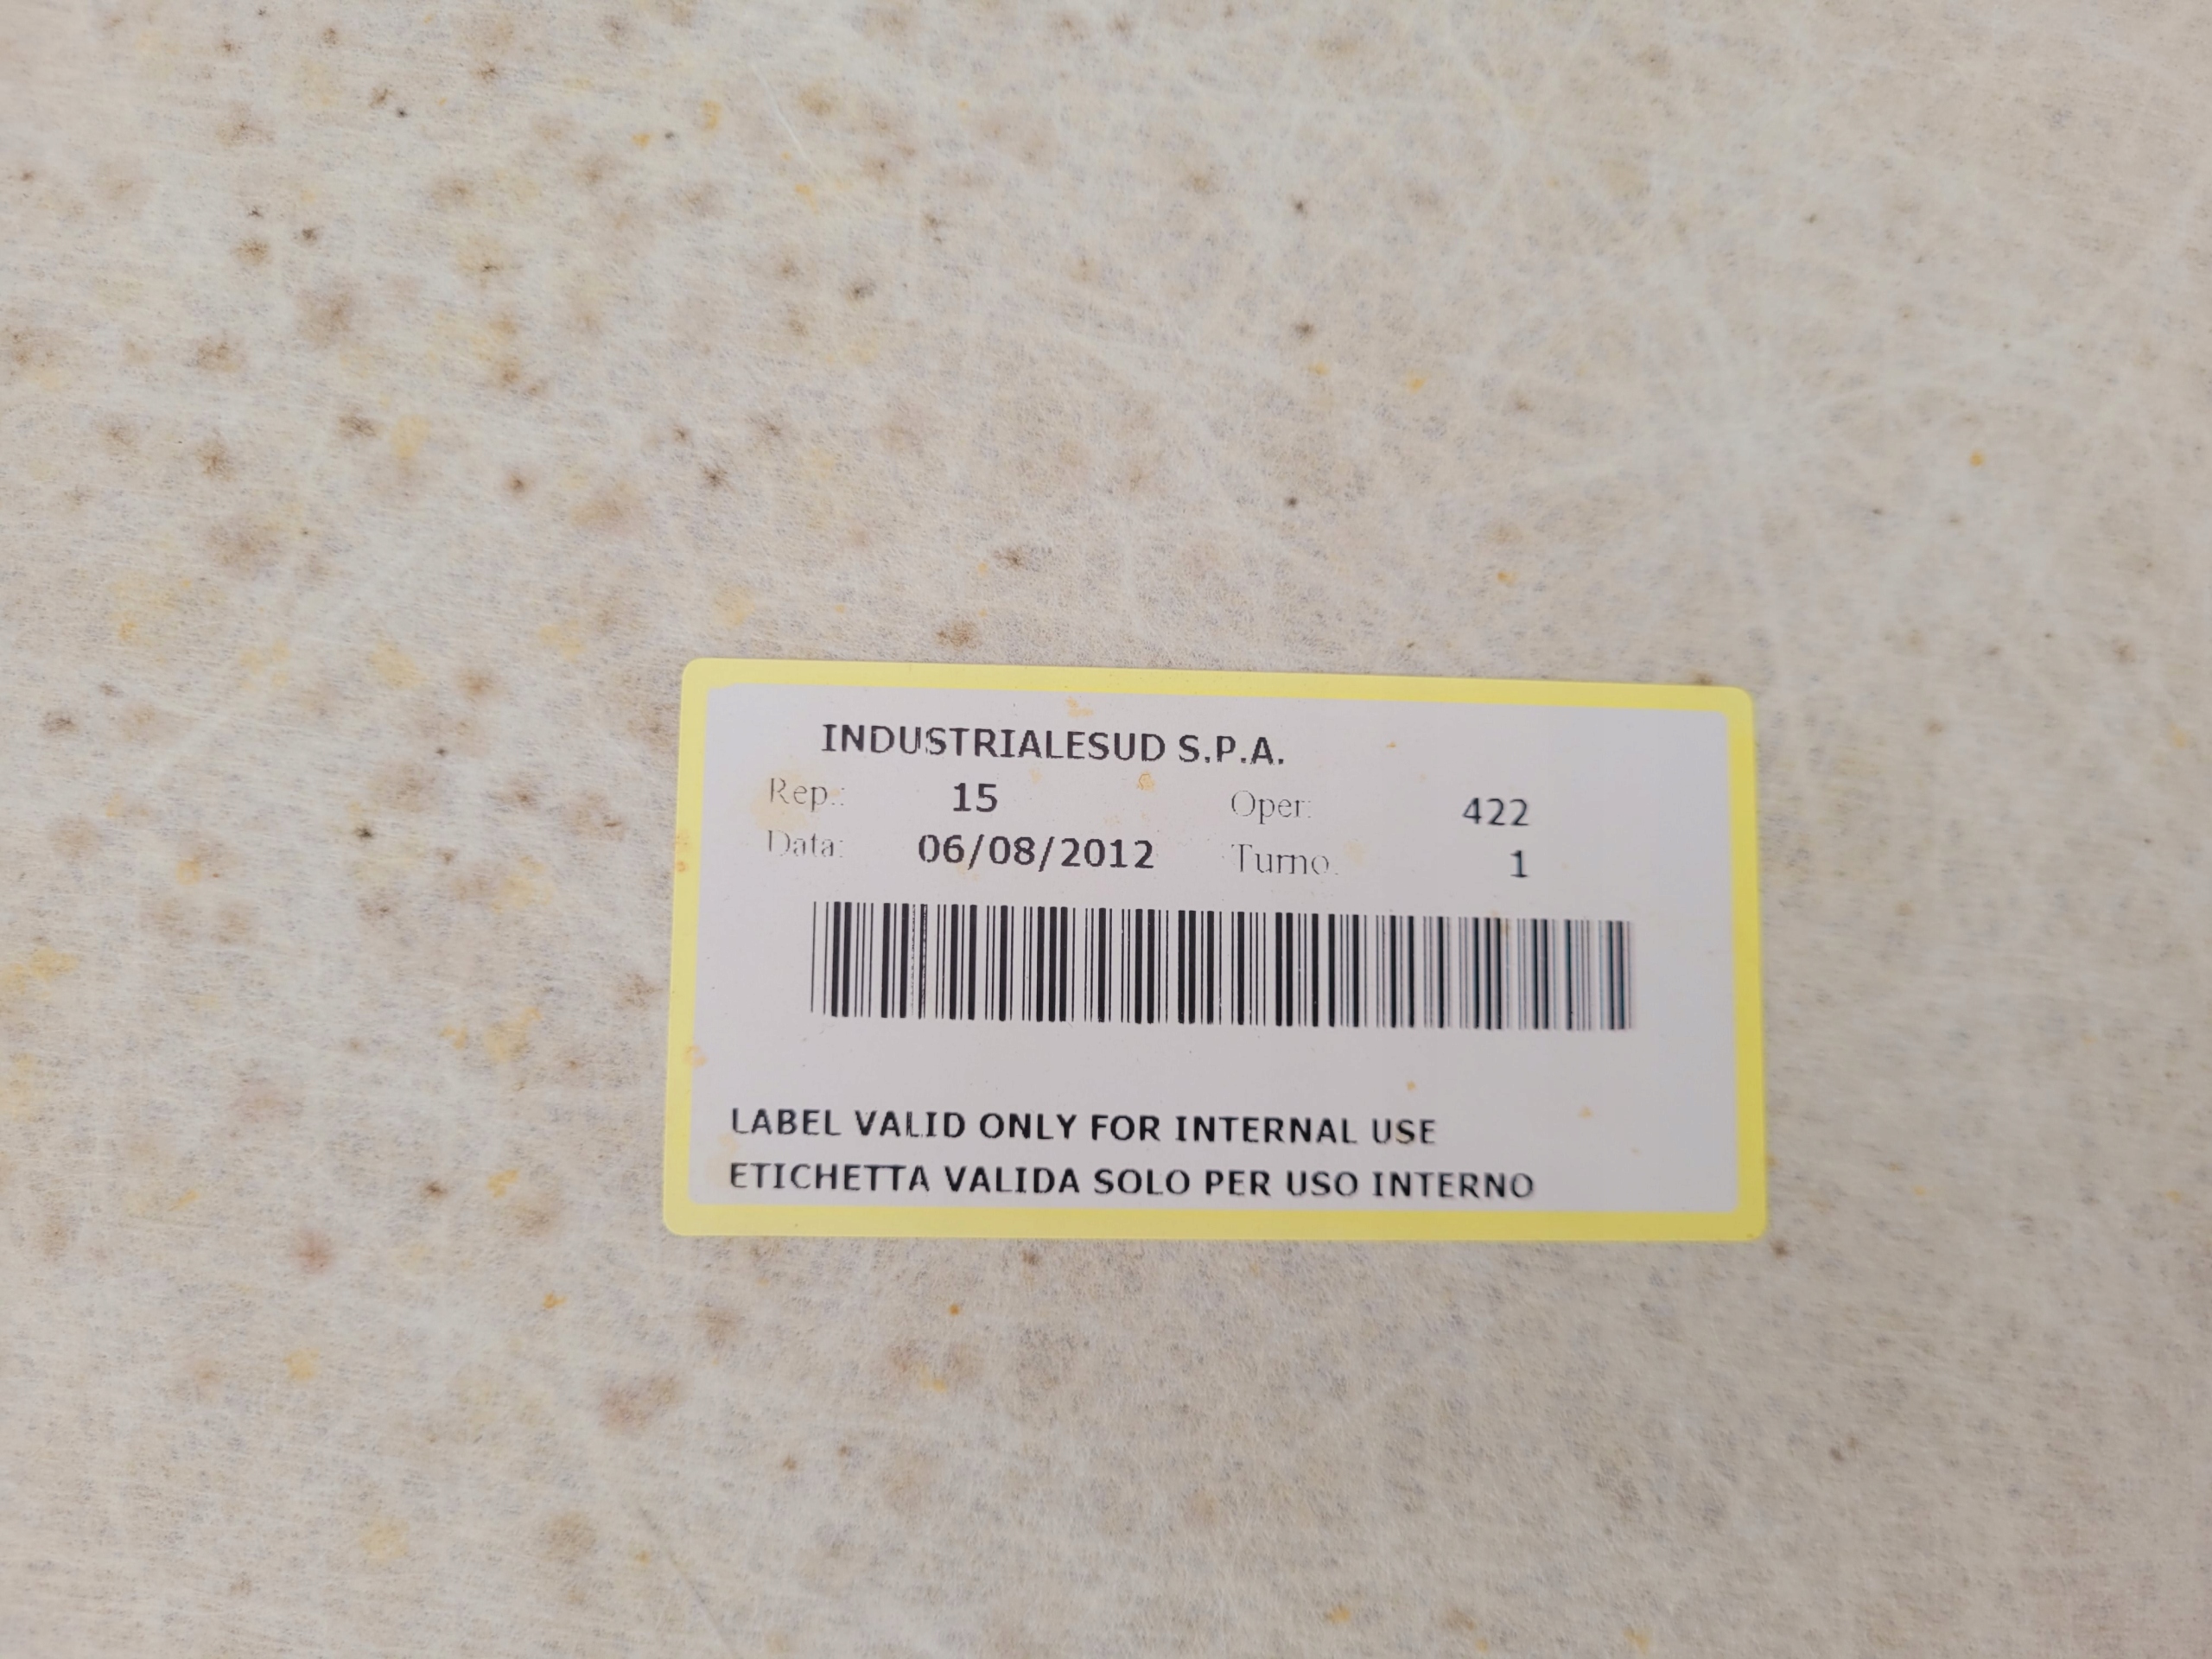 INDUSTRIALESUD S.P.A.
Rep.: 15 Oper: 422
Data: 06/08/2012 Turno: 1
LABEL VALID ONLY FOR INTERNAL USE
ETICHETTA VALIDA SOLO PER USO INTERNO